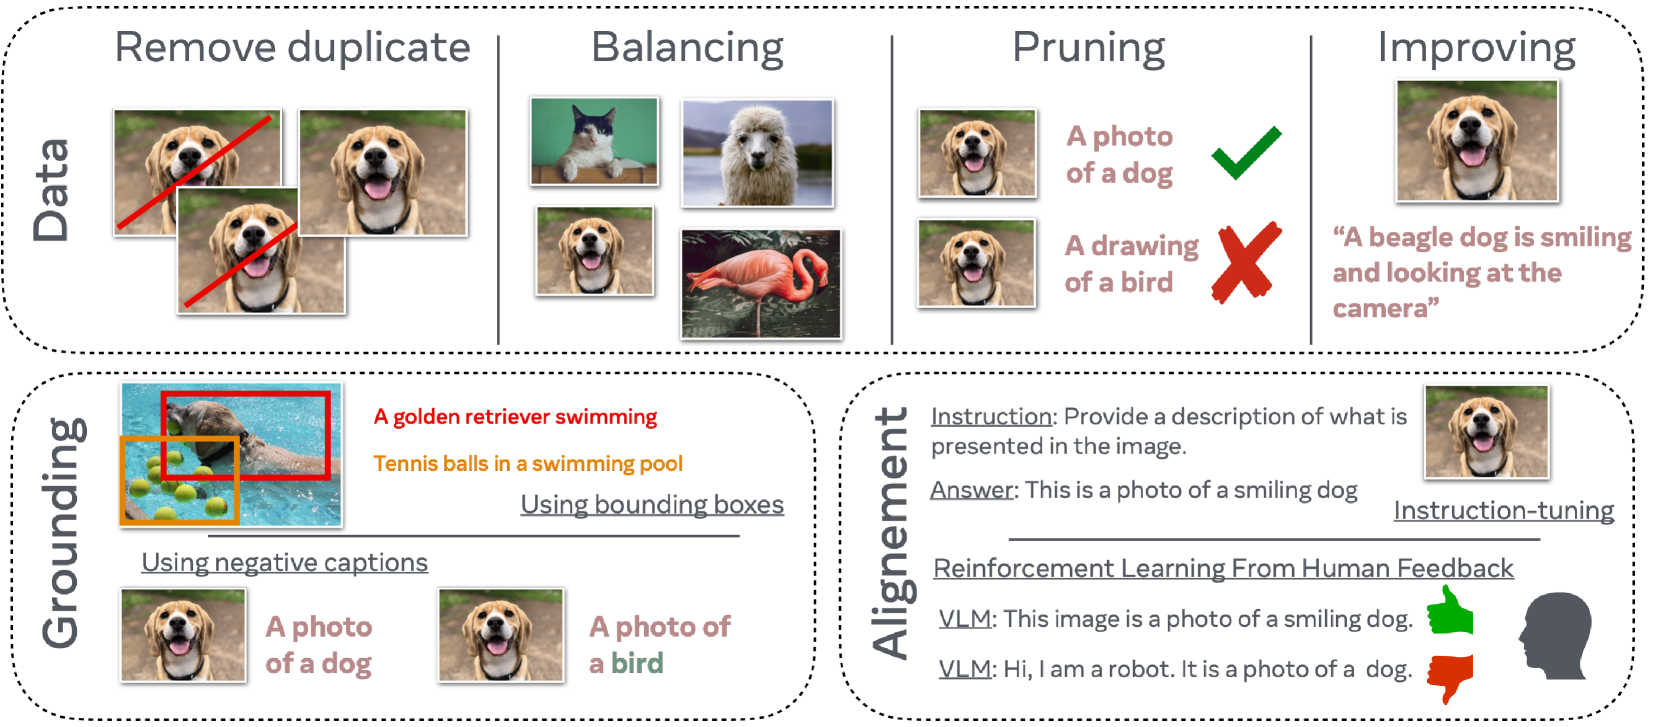 Data
Remove duplicate
Balancing
Pruning
A photo
of a dog
A drawing
of a bird
Improving
“A beagle dog is smiling
and looking at the
camera”
Grounding
A golden retriever swimming
Tennis balls in a swimming pool
Using bounding boxes
Using negative captions
A photo
of a dog
A photo of
a bird
Alignement
Instruction: Provide a description of what is
presented in the image.
Answer: This is a photo of a smiling dog
Instruction-tuning
Reinforcement Learning From Human Feedback
VLM: This image is a photo of a smiling dog.
VLM: Hi, I am a robot. It is a photo of a dog.